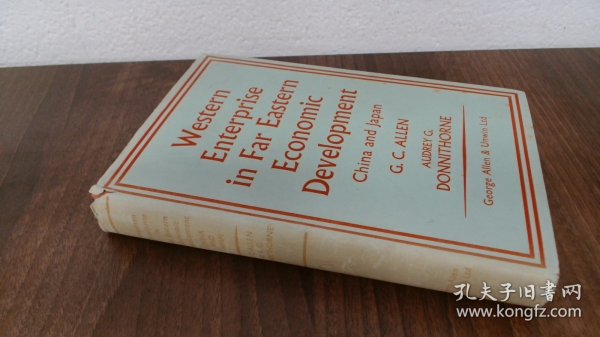 Western
Enterprise
in Far Eastern
Economic
Development
China and Japan
G. C. ALLEN
AUDREY G.
DONNITHORNE
George Allen & Unwin Ltd
孔夫子旧书网
www.kongfz.com